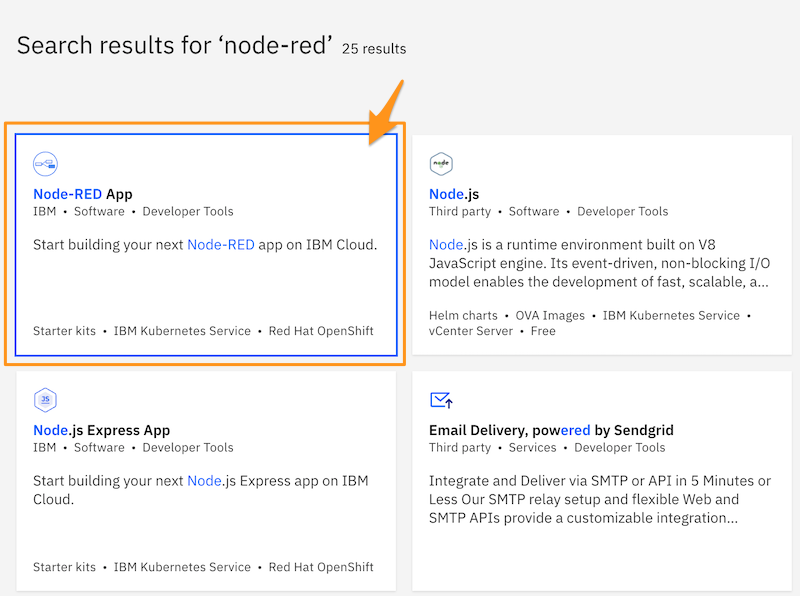 Search results for ‘node-red’ 25 results
Node-RED App
IBM • Software • Developer Tools
Start building your next Node-RED app on IBM Cloud.
Starter kits • IBM Kubernetes Service • Red Hat OpenShift
node
Node.js
Third party • Software • Developer Tools
Node.js is a runtime environment built on V8
JavaScript engine. Its event-driven, non-blocking I/O
model enables the development of fast, scalable, a...
Helm charts • OVA Images • IBM Kubernetes Service •
vCenter Server • Free
JS
Node.js Express App
IBM • Software • Developer Tools
Start building your next Node.js Express app on IBM
Cloud.
Starter kits • IBM Kubernetes Service • Red Hat OpenShift
Email Delivery, powered by Sendgrid
Third party • Services • Developer Tools
Integrate and Deliver via SMTP or API in 5 Minutes or
Less Our SMTP relay setup and flexible Web and
SMTP APIs provide a customizable integration...